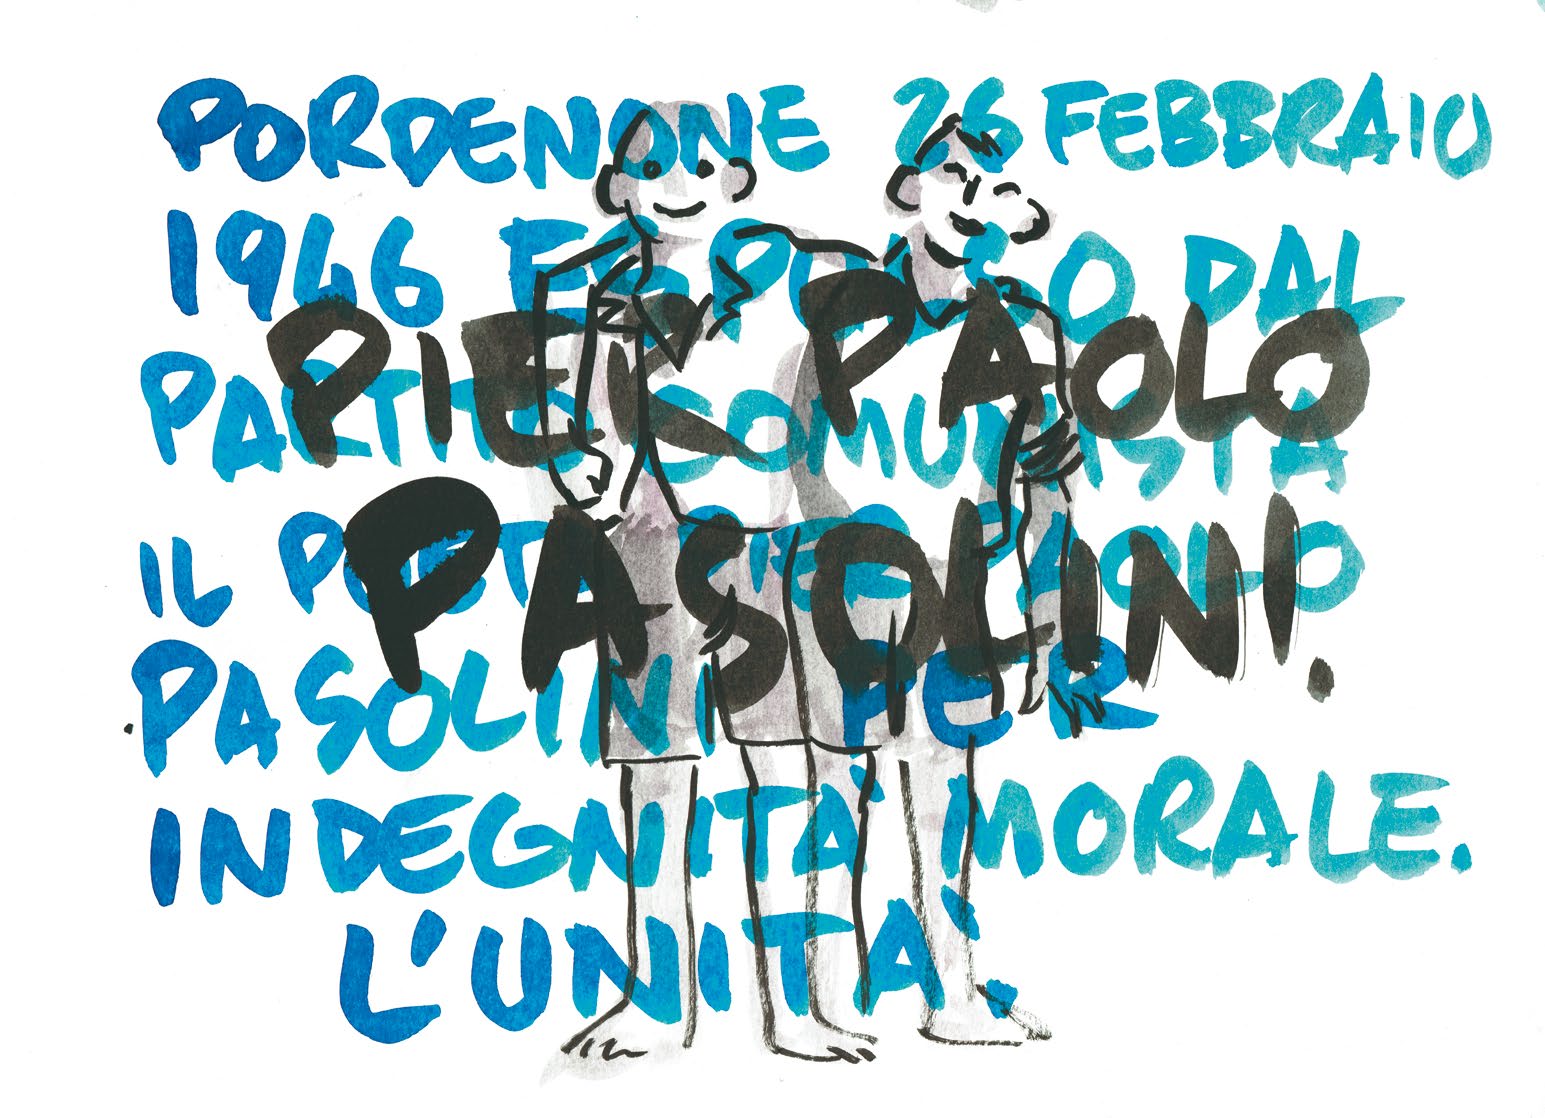 PORDENONE 26 FEBBRAIO
1946 ESPULSO DAL
PIER PAOLO
PARTITO COMUNISTA
PASOLINI.
IL POETA PIER PAOLO
PASOLINI PER
INDEGNITÀ MORALE.
L'UNITÀ.